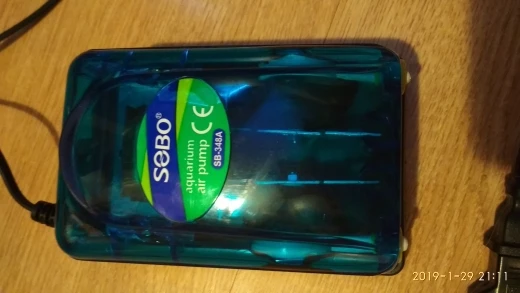 SOBO®
aquarium
air pump CE
SB-348A
2019-1-29 21:11